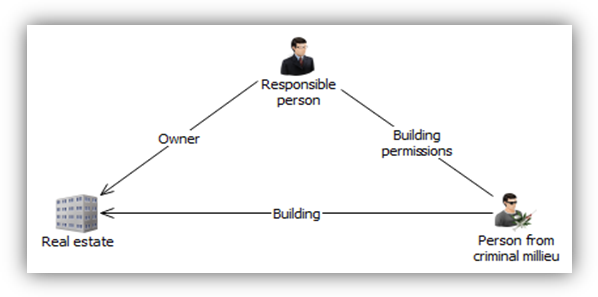 Responsible
person
Owner
Building
permissions
Building
Real estate
Person from
criminal millieu